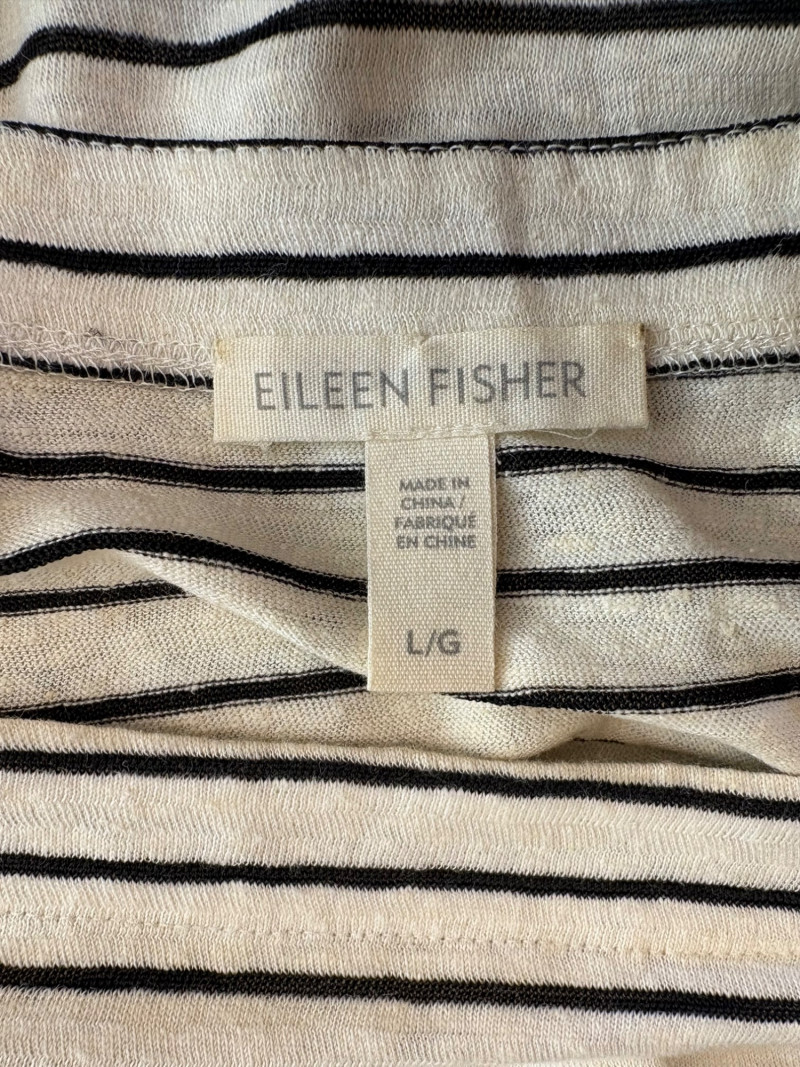 EILEEN FISHER
MADE IN
CHINA /
FABRIQUÉ
EN CHINE
L/G